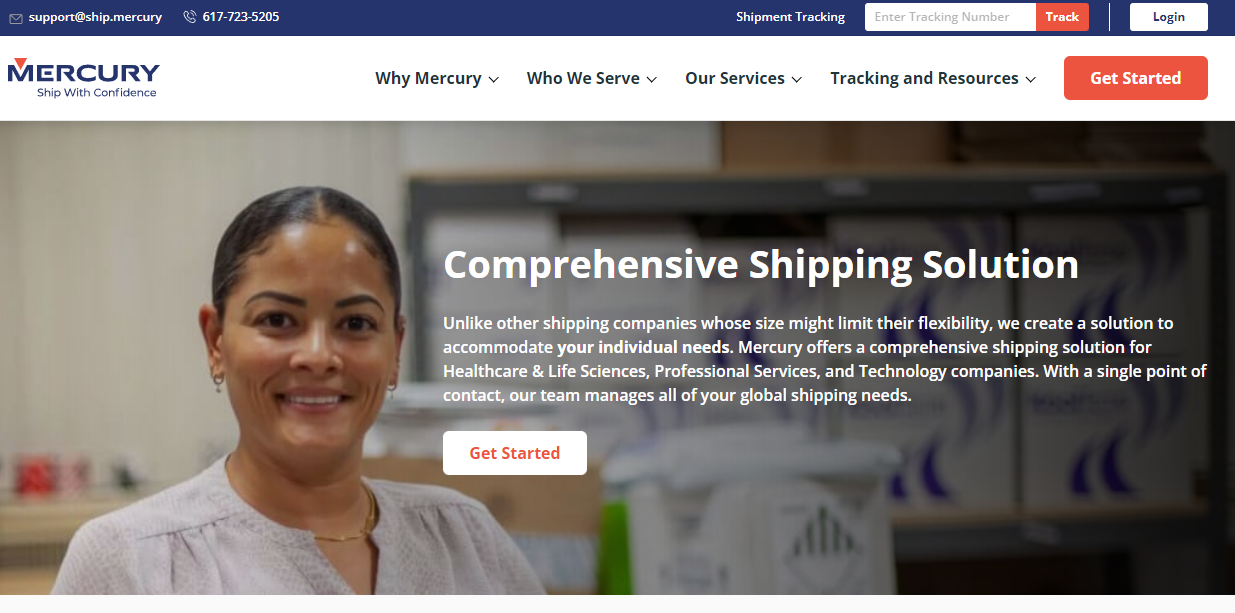 support@ship.mercury
617-723-5205
Shipment Tracking
Enter Tracking Number
Track
Login
MERCURY
Ship With Confidence
Why Mercury
Who We Serve
Our Services
Tracking and Resources
Get Started
Comprehensive Shipping Solution
Unlike other shipping companies whose size might limit their flexibility, we create a solution to
accommodate your individual needs. Mercury offers a comprehensive shipping solution for
Healthcare & Life Sciences, Professional Services, and Technology companies. With a single point of
contact, our team manages all of your global shipping needs.
Get Started